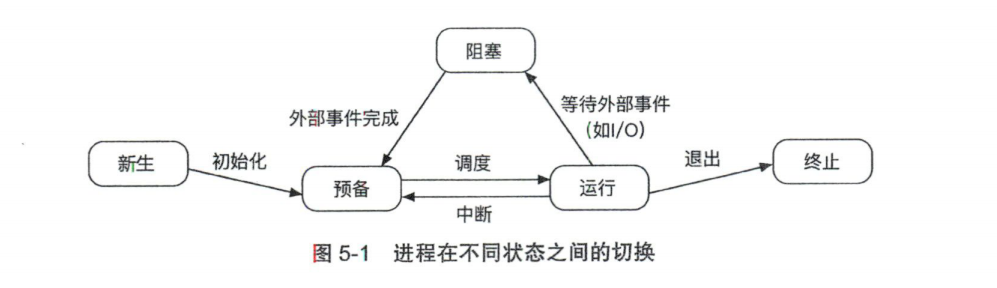 阻塞
外部事件完成
等待外部事件
(如I/O)
新生
初始化
预备
调度
中断
运行
退出
终止
图 5-1 进程在不同状态之间的切换